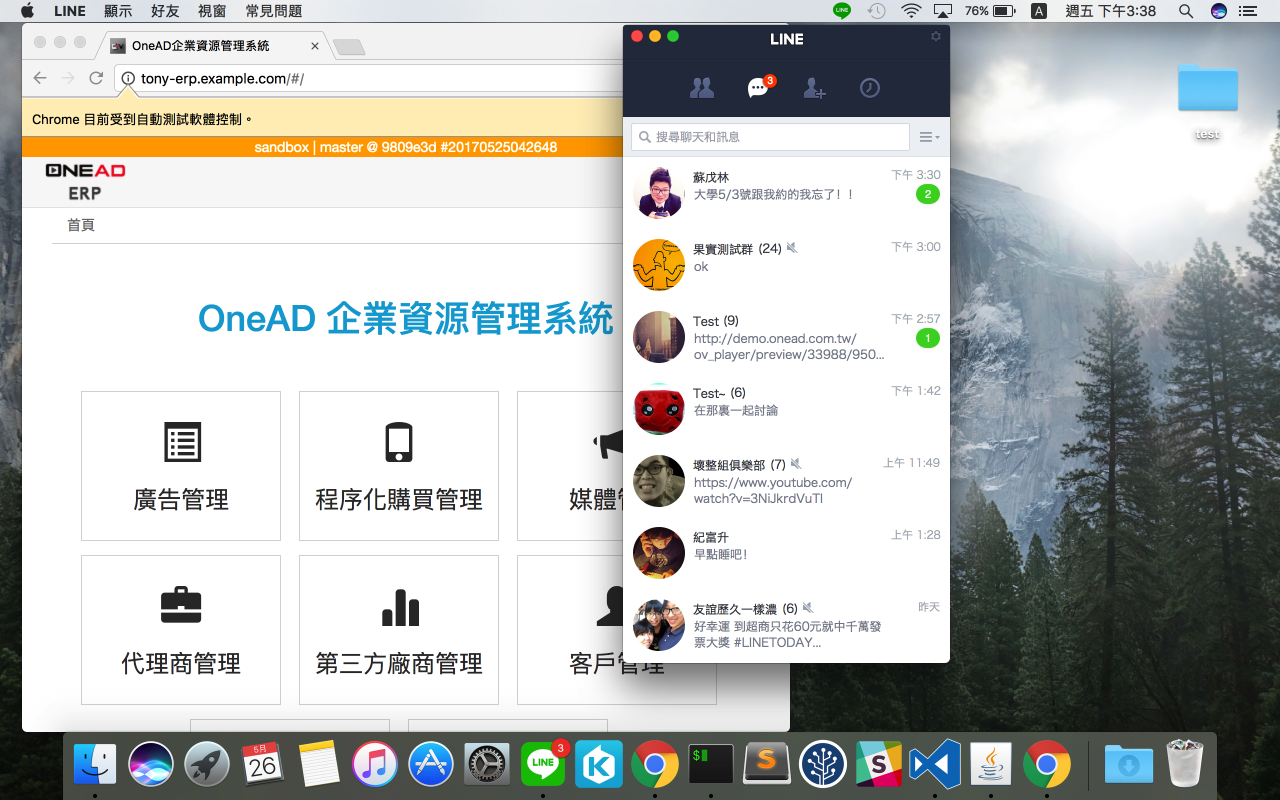 LINE 顯示 好友 視窗 常見問題
LINE 76% A 週五 下午3:38
OneAD企業資源管理系統
tony-erp.example.com/#/
Chrome 目前受到自動測試軟體控制。
sandbox | master @ 9809e3d #20170525042648
ONEAD
ERP
首頁
OneAD 企業資源管理系統
廣告管理
程序化購買管理
代理商管理
第三方廠商管理
客戶管理
LINE
3
搜尋聊天和訊息
蘇戊林 下午 3:30
大學5/3號跟我約的我忘了！！ 2
果實測試群 (24) 下午 3:00
ok
Test (9) 下午 2:57
http://demo.onead.com.tw/ 1
ov_player/preview/33988/950...
Test~ (6) 下午 1:42
在那裏一起討論
壞整組俱樂部 (7) 上午 11:49
https://www.youtube.com/
watch?v=3NiJkrdVuTI
紀富升 上午 1:28
早點睡吧！
友誼歷久一樣濃 (6) 昨天
好幸運 到超商只花60元就中千萬發
票大獎 #LINETODAY...
test
5月
26
LINE
3
K
$
S
S